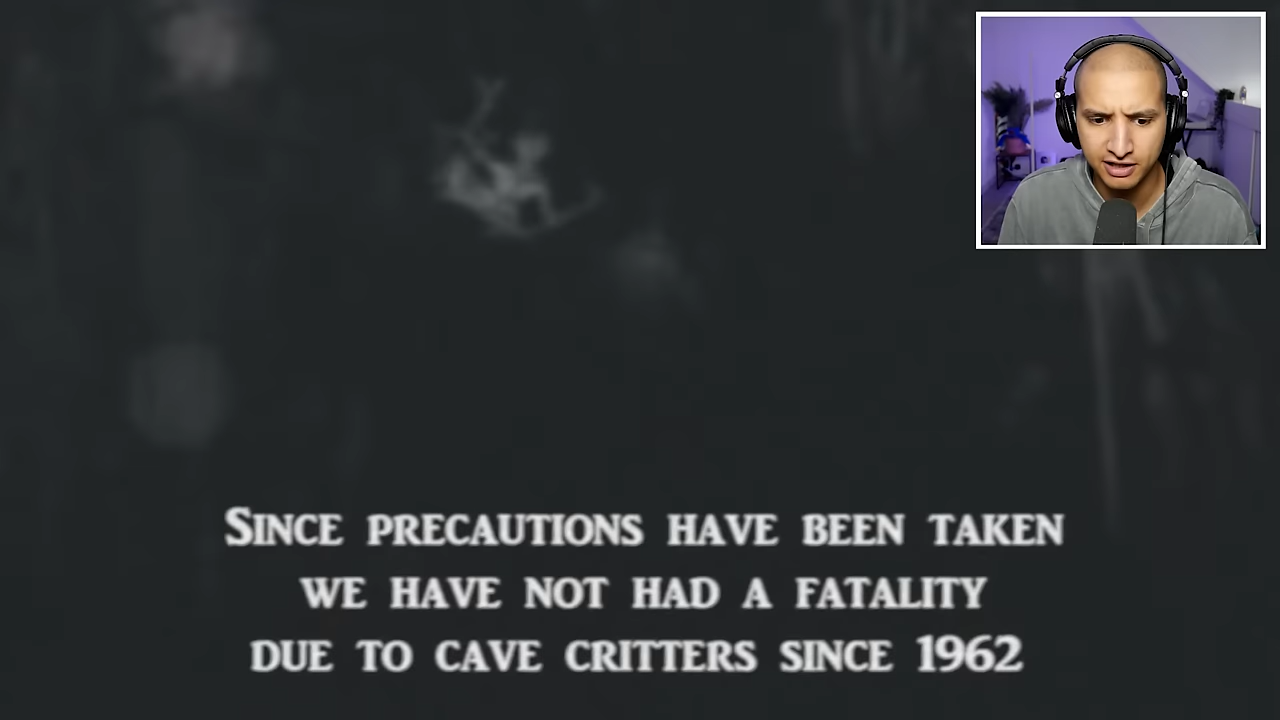 Since precautions have been taken
we have not had a fatality
due to cave critters since 1962